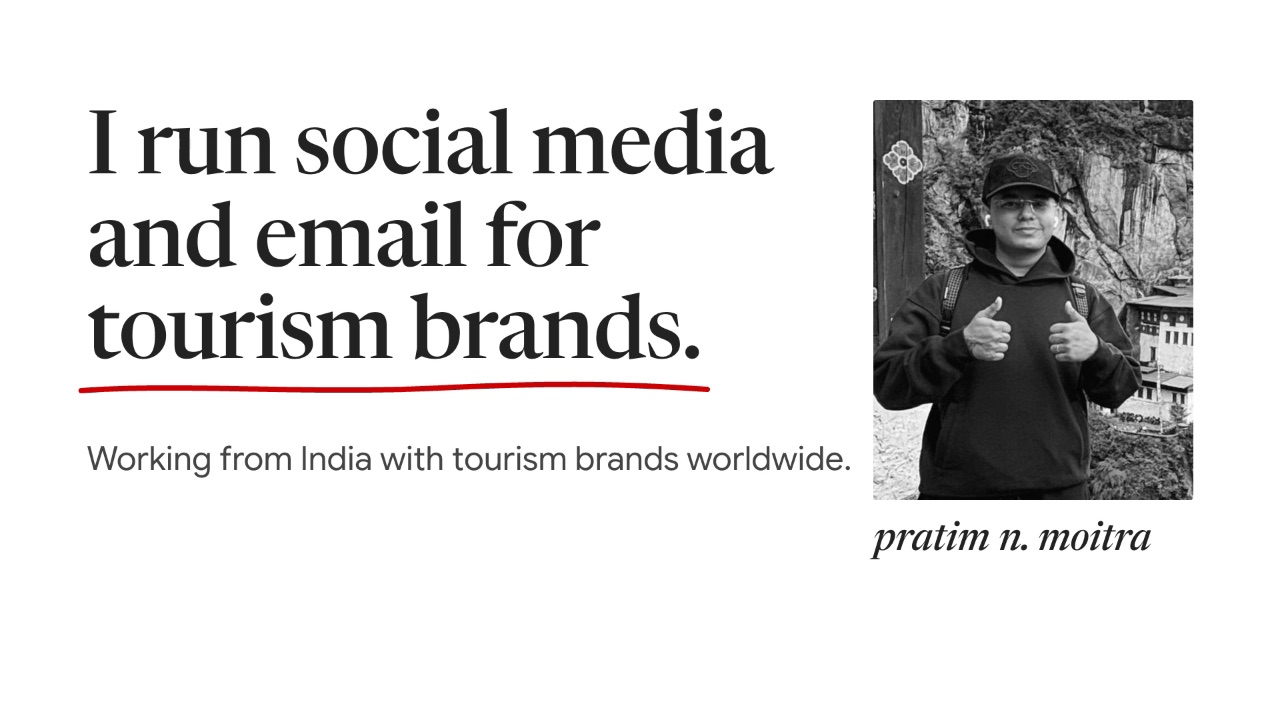 I run social media
and email for
tourism brands.
Working from India with tourism brands worldwide.
pratim n. moitra